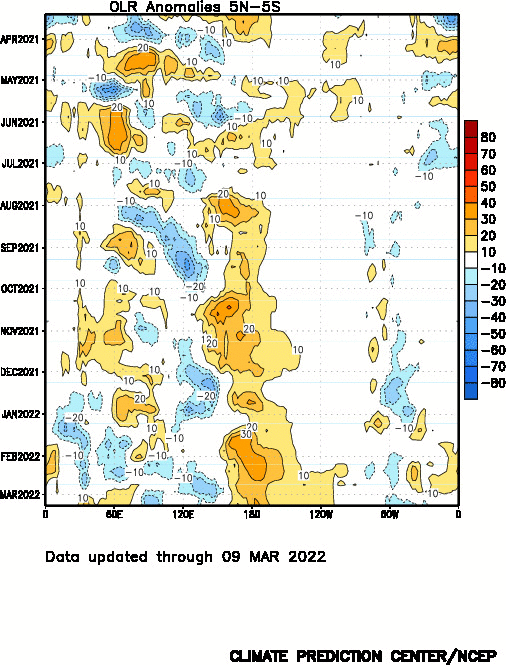 OLR Anomalies 5N-5S
APR2021
MAY2021
JUN2021
JUL2021
AUG2021
SEP2021
OCT2021
NOV2021
DEC2021
JAN2022
FEB2022
MAR2022
0 60E 120E 180 120W 60W 0
80
70
60
50
40
30
20
10
-10
-20
-30
-40
-50
-60
-70
-80
Data updated through 09 MAR 2022
CLIMATE PREDICTION CENTER/NCEP